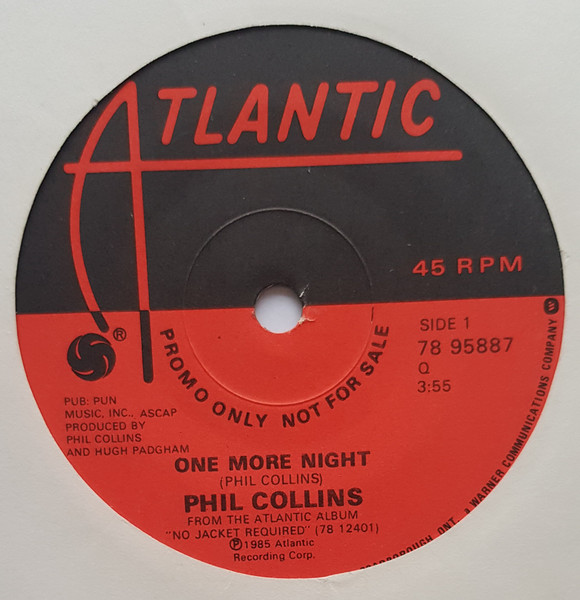 ATLANTIC
45 RPM
®
SIDE 1
78 95887
Q
3:55
PROMO ONLY NOT FOR SALE
PUB: PUN
MUSIC, INC., ASCAP
PRODUCED BY
PHIL COLLINS
AND HUGH PADGHAM
ONE MORE NIGHT
(PHIL COLLINS)
PHIL COLLINS
FROM THE ATLANTIC ALBUM
"NO JACKET REQUIRED" (78 12401)
℗1985 Atlantic
Recording Corp.
ONT. a WARNER COMMUNICATIONS COMPANY